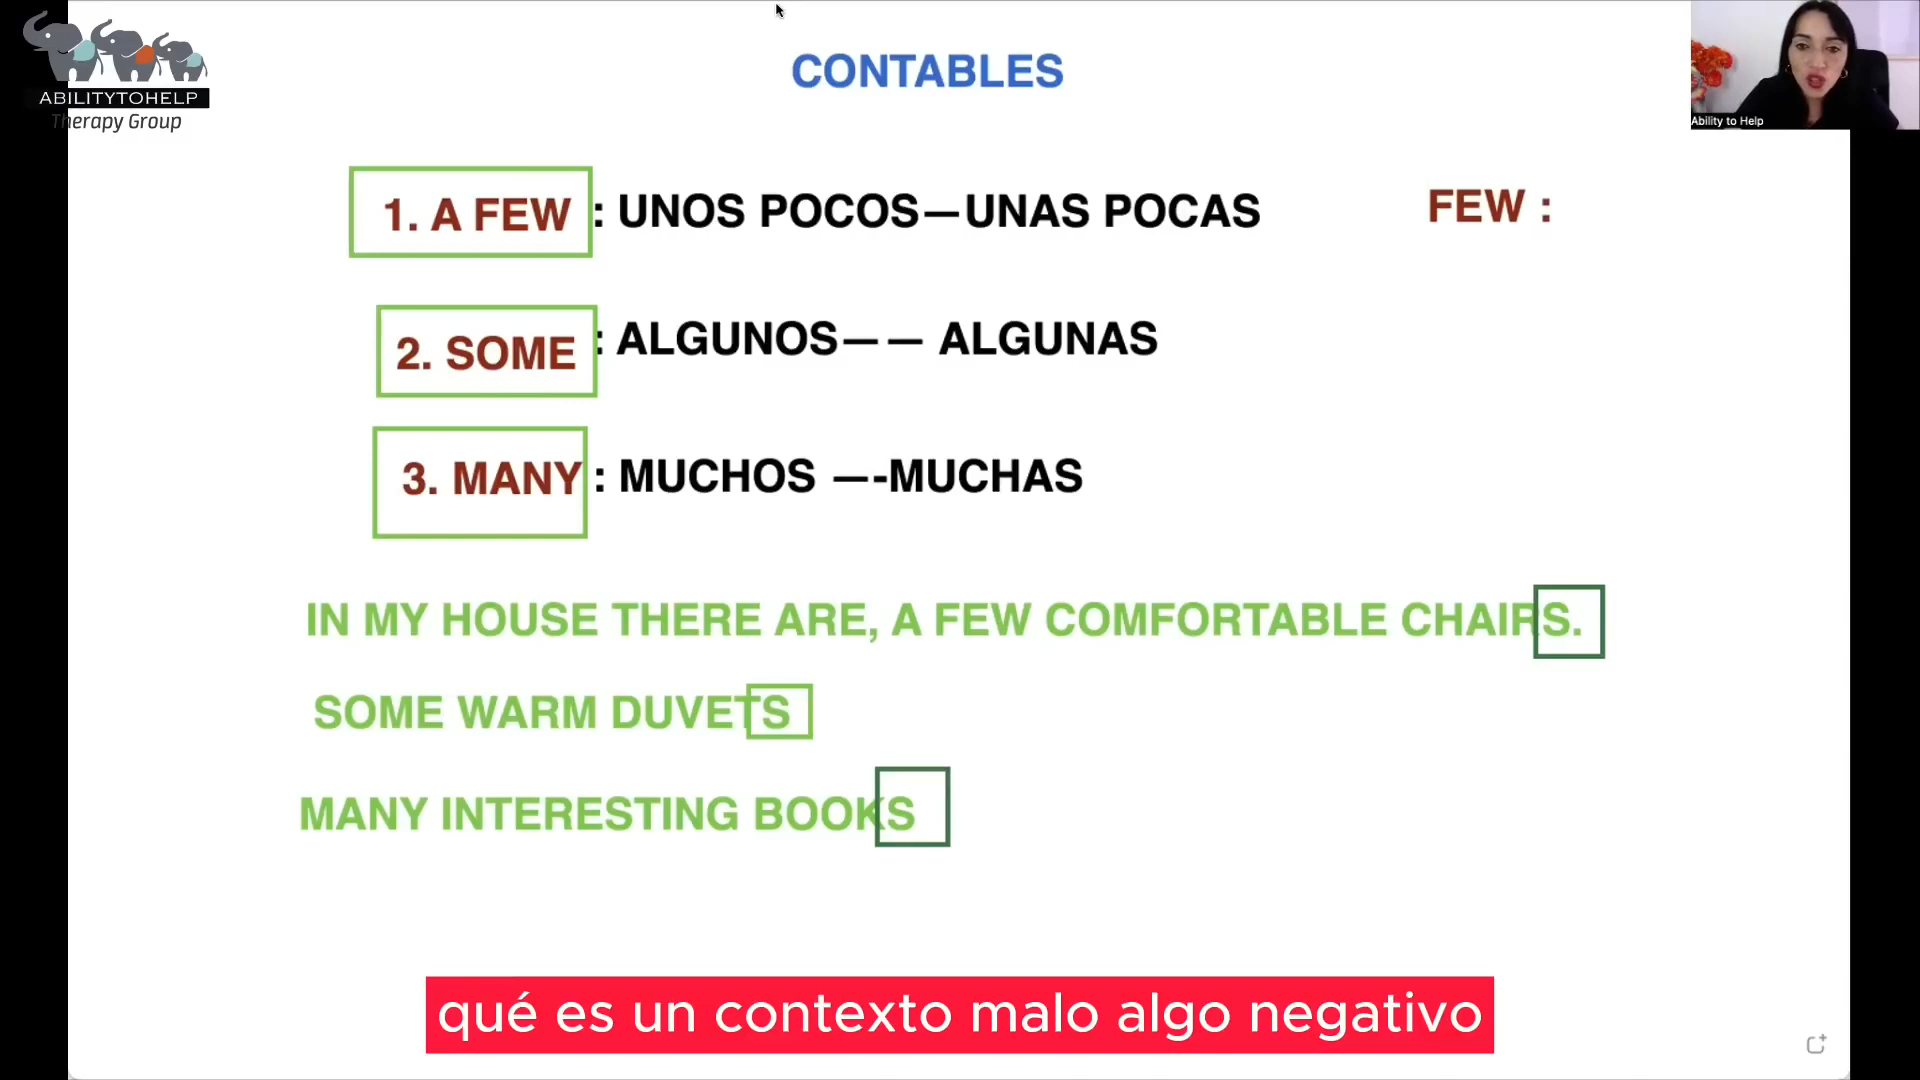 ABILITYTOHELP
Therapy Group
CONTABLES
Ability to Help
1. A FEW : UNOS POCOS—UNAS POCAS
FEW :
2. SOME : ALGUNOS—— ALGUNAS
3. MANY : MUCHOS —-MUCHAS
IN MY HOUSE THERE ARE, A FEW COMFORTABLE CHAIRS.
SOME WARM DUVETS
MANY INTERESTING BOOKS
qué es un contexto malo algo negativo